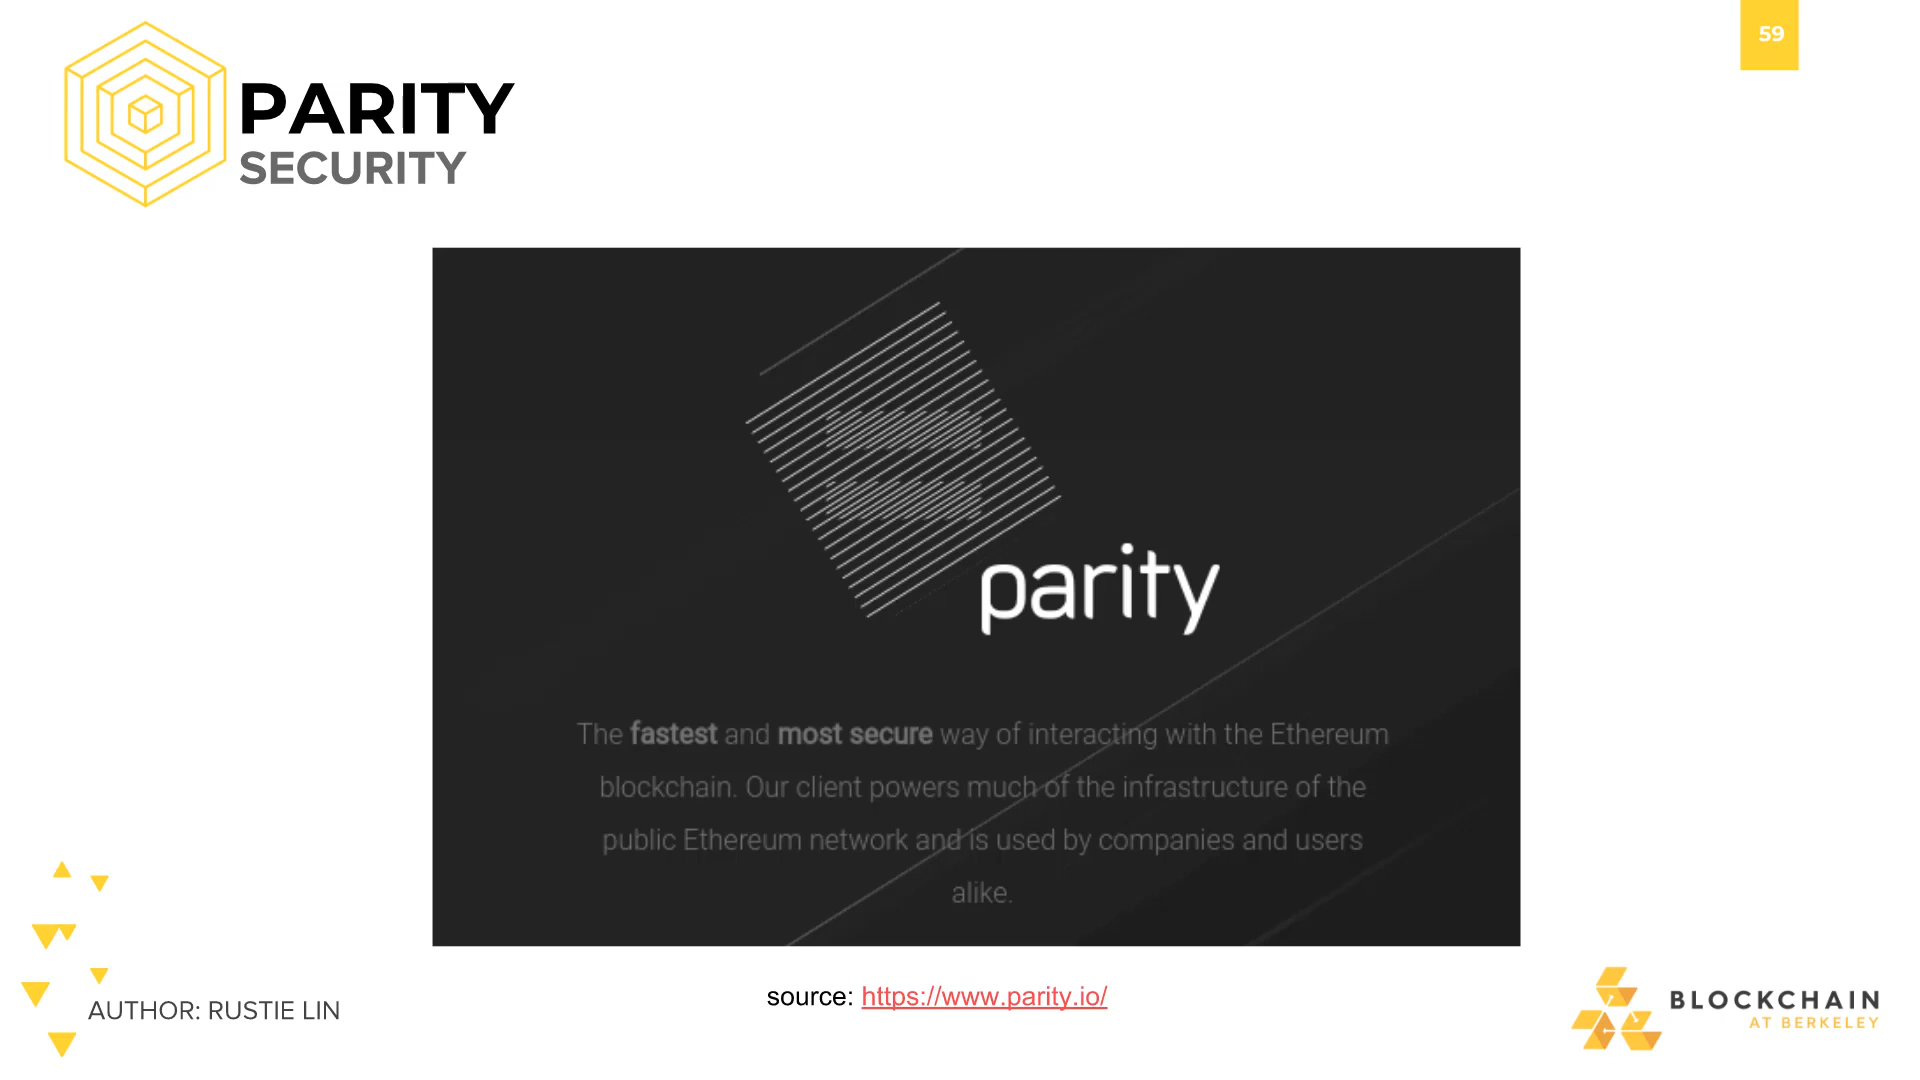 59
PARITY
SECURITY
parity
The fastest and most secure way of interacting with the Ethereum
blockchain. Our client powers much of the infrastructure of the
public Ethereum network and is used by companies and users
alike.
source: https://www.parity.io/
AUTHOR: RUSTIE LIN
BLOCKCHAIN
AT BERKELEY